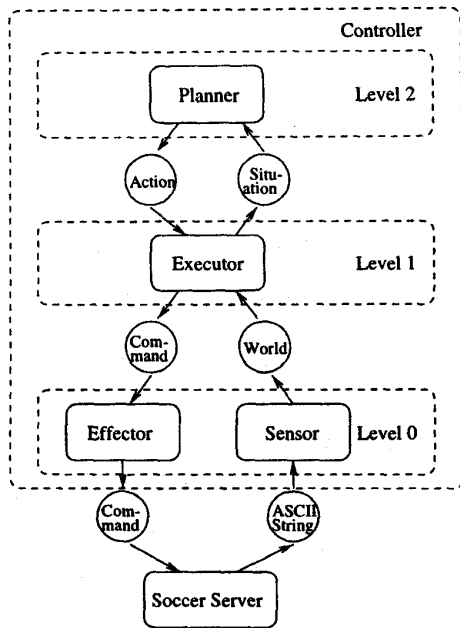 Controller
Planner
Level 2
Action
Situ-
ation
Executor
Level 1
Com-
mand
World
Effector
Sensor
Level 0
Com-
mand
ASCII
String
Soccer Server